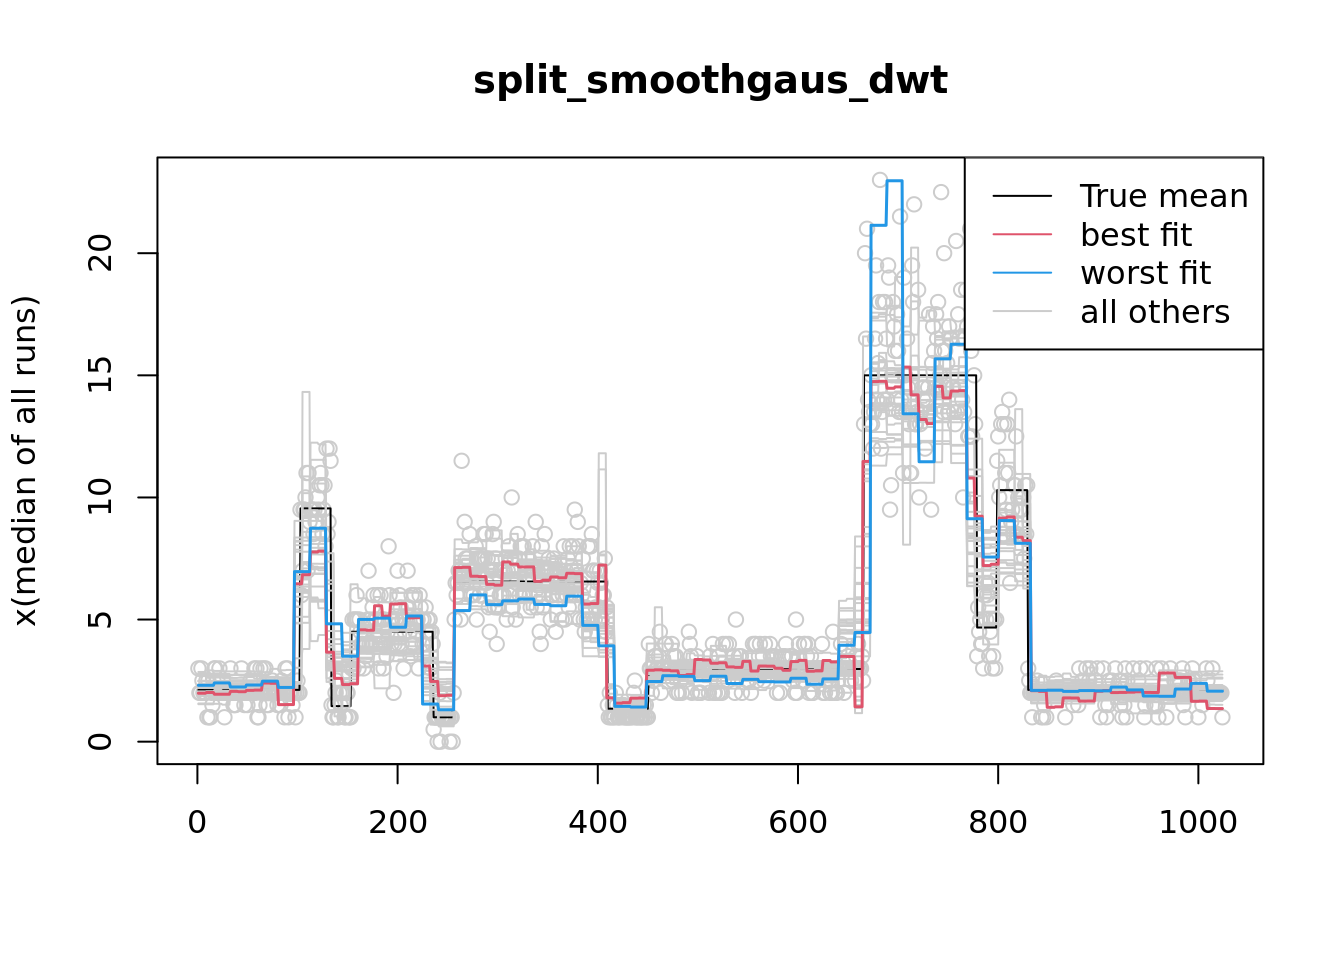 split_smoothgaus_dwt
x(median of all runs)
20
15
10
5
0
True mean
best fit
worst fit
all others
0 200 400 600 800 1000